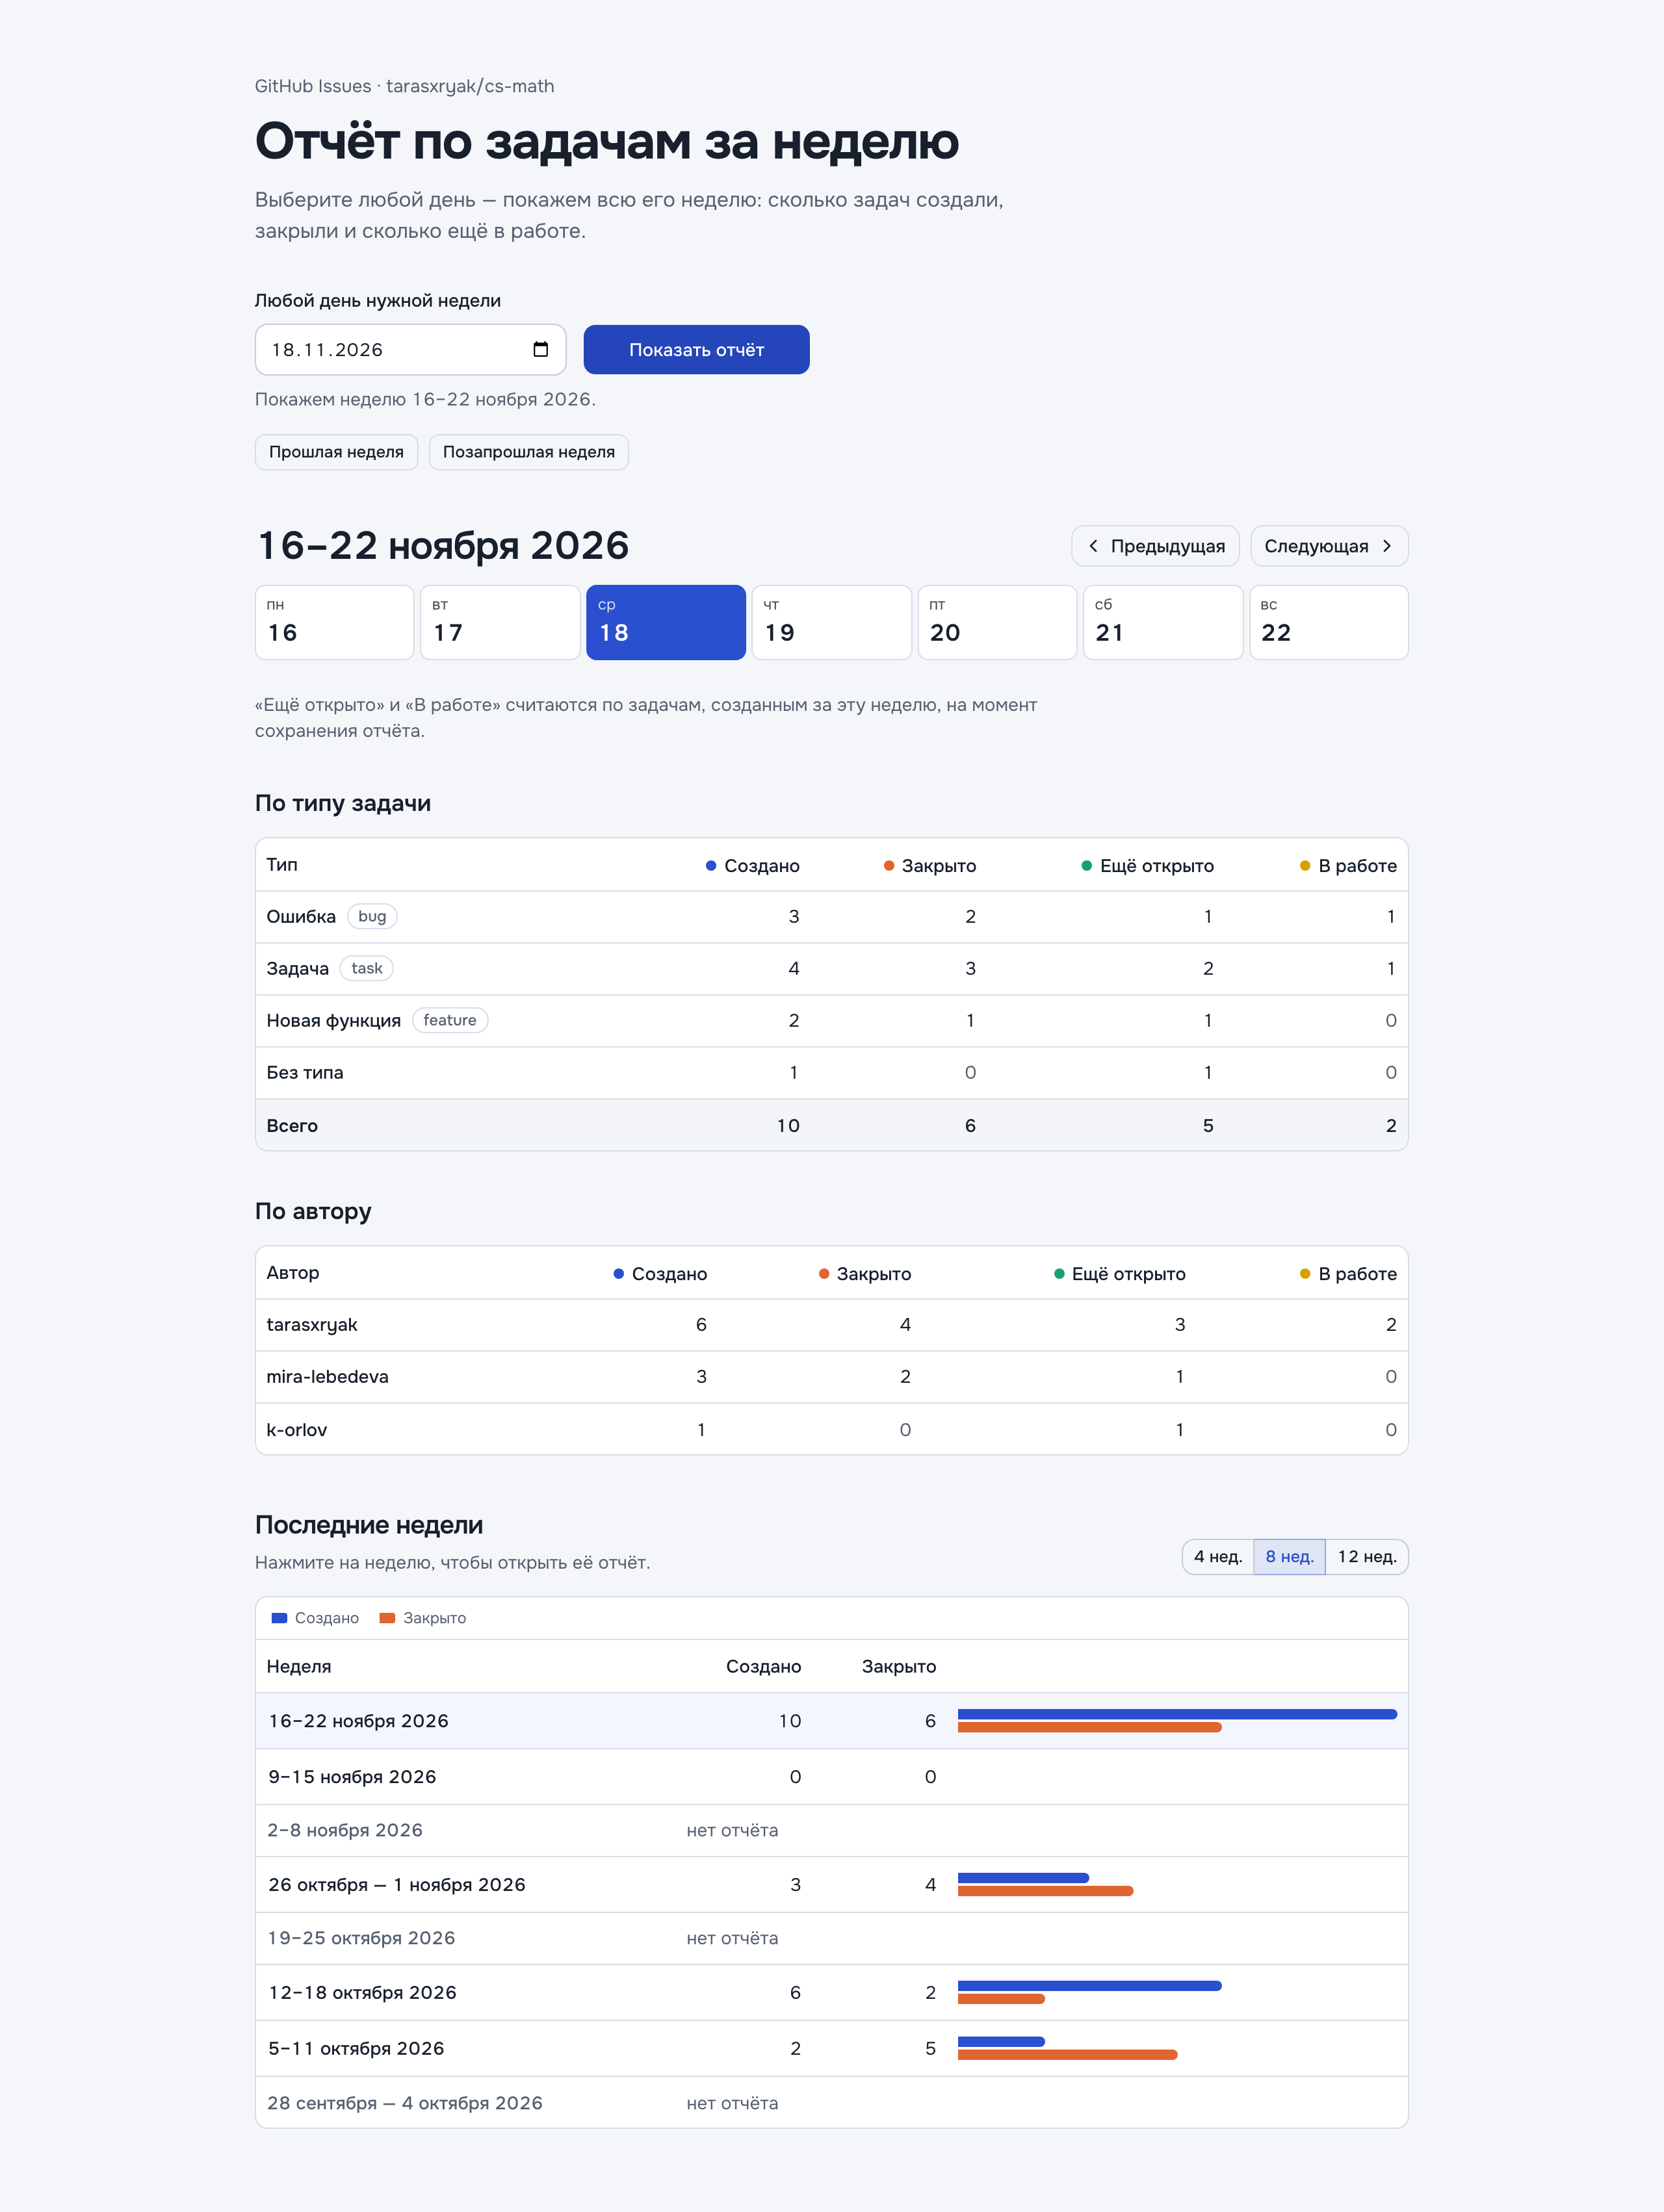 GitHub Issues · tarasxryak/cs-math
Отчёт по задачам за неделю
Выберите любой день — покажем всю его неделю: сколько задач создали,
закрыли и сколько ещё в работе.
Любой день нужной недели
18.11.2026
Показать отчёт
Покажем неделю 16–22 ноября 2026.
Прошлая неделя
Позапрошлая неделя
16–22 ноября 2026
Предыдущая
Следующая
пн вт ср чт пт сб вс
16 17 18 19 20 21 22
«Ещё открыто» и «В работе» считаются по задачам, созданным за эту неделю, на момент
сохранения отчёта.
По типу задачи
Тип Создано Закрыто Ещё открыто В работе
Ошибка bug 3 2 1 1
Задача task 4 3 2 1
Новая функция feature 2 1 1 0
Без типа 1 0 1 0
Всего 10 6 5 2
По автору
Автор Создано Закрыто Ещё открыто В работе
tarasxryak 6 4 3 2
mira-lebedeva 3 2 1 0
k-orlov 1 0 1 0
Последние недели
Нажмите на неделю, чтобы открыть её отчёт.
4 нед. 8 нед. 12 нед.
Создано Закрыто
Неделя Создано Закрыто
16–22 ноября 2026 10 6
9–15 ноября 2026 0 0
2–8 ноября 2026 нет отчёта
26 октября — 1 ноября 2026 3 4
19–25 октября 2026 нет отчёта
12–18 октября 2026 6 2
5–11 октября 2026 2 5
28 сентября — 4 октября 2026 нет отчёта